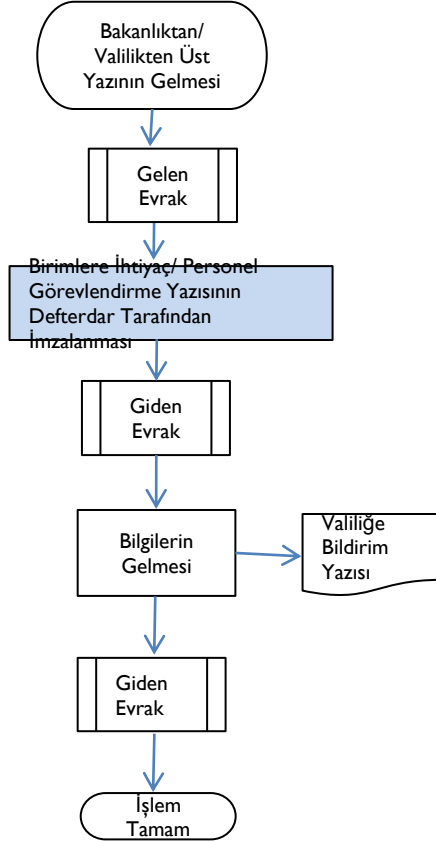 Bakanlıktan/
Valilikten Üst
Yazının Gelmesi
Gelen
Evrak
Birimlere İhtiyaç/ Personel
Görevlendirme Yazısının
Defterdar Tarafından
İmzalanması
Giden
Evrak
Bilgilerin
Gelmesi
Valiliğe
Bildirim
Yazısı
Giden
Evrak
İşlem
Tamam